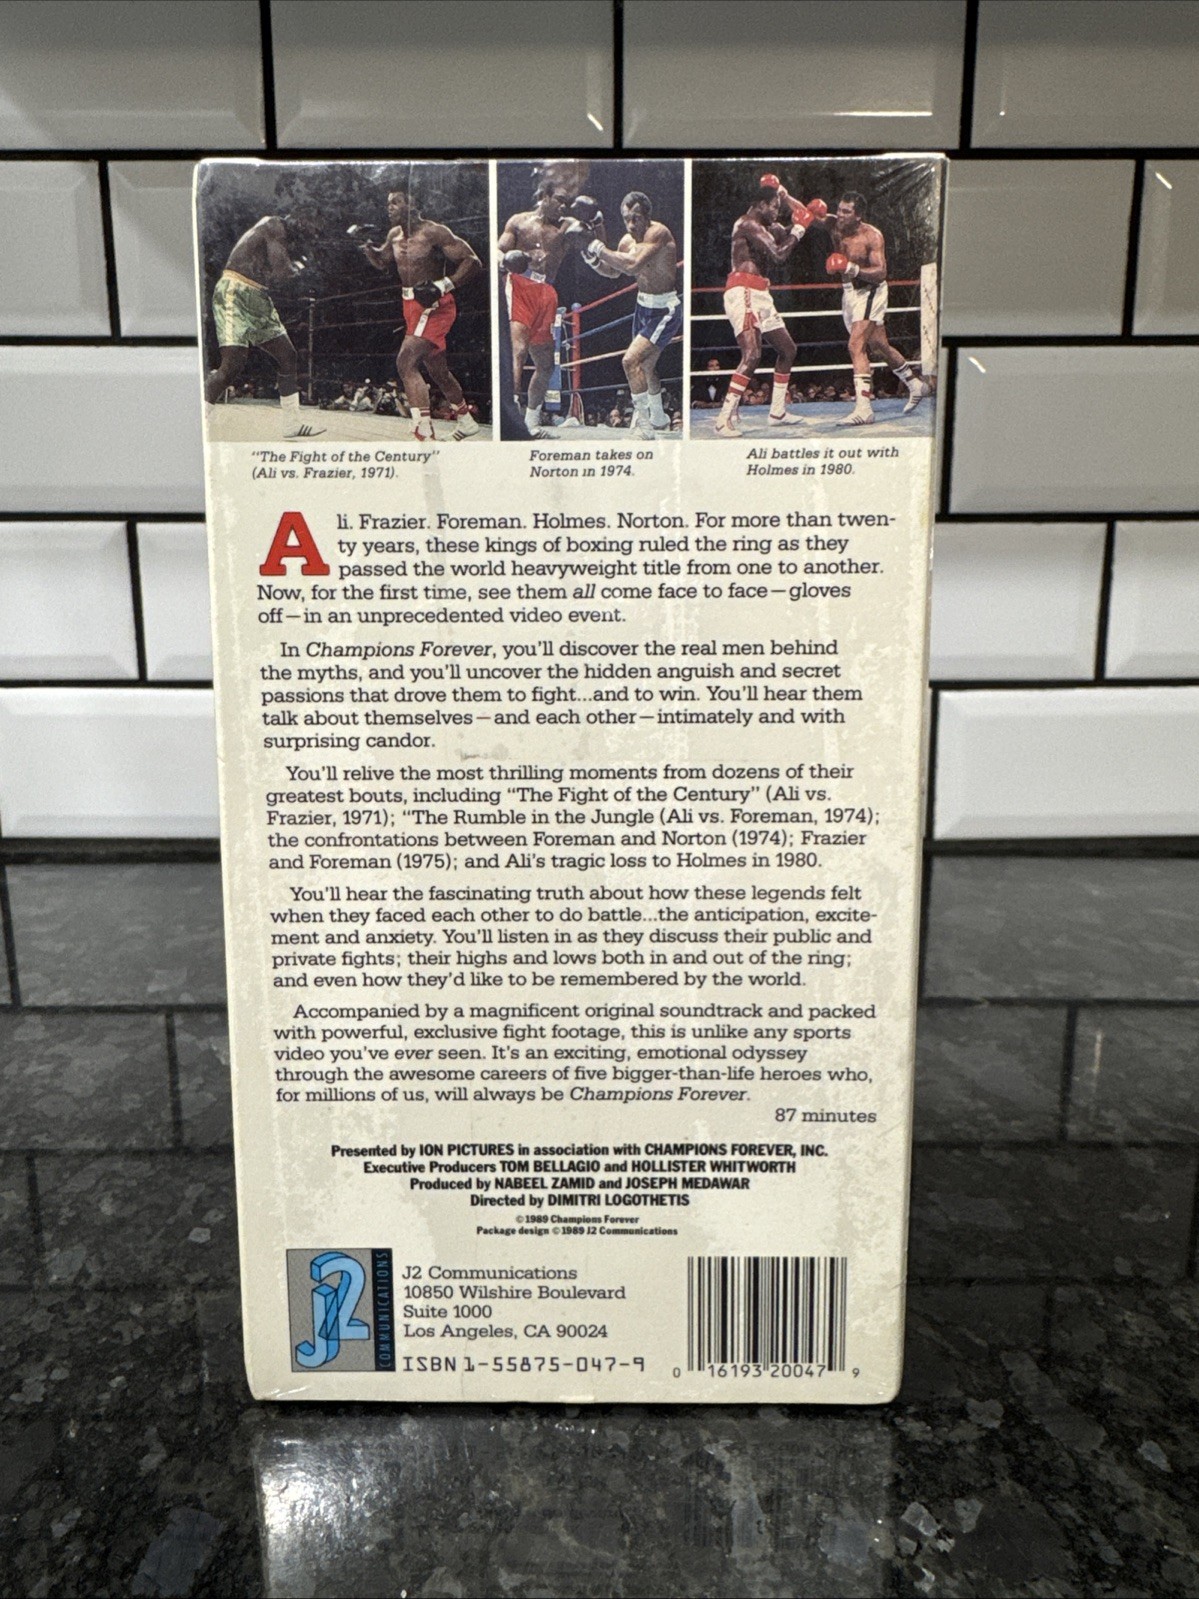 "The Fight of the Century"
(Ali vs. Frazier, 1971).
Foreman takes on
Norton in 1974.
Ali battles it out with
Holmes in 1980.
Ali. Frazier. Foreman. Holmes. Norton. For more than twen-
ty years, these kings of boxing ruled the ring as they
passed the world heavyweight title from one to another.
Now, for the first time, see them all come face to face—gloves
off—in an unprecedented video event.
In Champions Forever, you'll discover the real men behind
the myths, and you'll uncover the hidden anguish and secret
passions that drove them to fight...and to win. You'll hear them
talk about themselves—and each other—intimately and with
surprising candor.
You'll relive the most thrilling moments from dozens of their
greatest bouts, including "The Fight of the Century" (Ali vs.
Frazier, 1971); "The Rumble in the Jungle (Ali vs. Foreman, 1974);
the confrontations between Foreman and Norton (1974); Frazier
and Foreman (1975); and Ali's tragic loss to Holmes in 1980.
You'll hear the fascinating truth about how these legends felt
when they faced each other to do battle...the anticipation, excite-
ment and anxiety. You'll listen in as they discuss their public and
private fights; their highs and lows both in and out of the ring;
and even how they'd like to be remembered by the world.
Accompanied by a magnificent original soundtrack and packed
with powerful, exclusive fight footage, this is unlike any sports
video you've ever seen. It's an exciting, emotional odyssey
through the awesome careers of five bigger-than-life heroes who,
for millions of us, will always be Champions Forever.
87 minutes
Presented by ION PICTURES in association with CHAMPIONS FOREVER, INC.
Executive Producers TOM BELLAGIO and HOLLISTER WHITWORTH
Produced by NABEEL ZAMID and JOSEPH MEDAWAR
Directed by DIMITRI LOGOTHETIS
©1989 Champions Forever
Package design ©1989 J2 Communications
J2
COMMUNICATIONS
J2 Communications
10850 Wilshire Boulevard
Suite 1000
Los Angeles, CA 90024
ISBN 1-55875-047-9
0 16193 20047 9